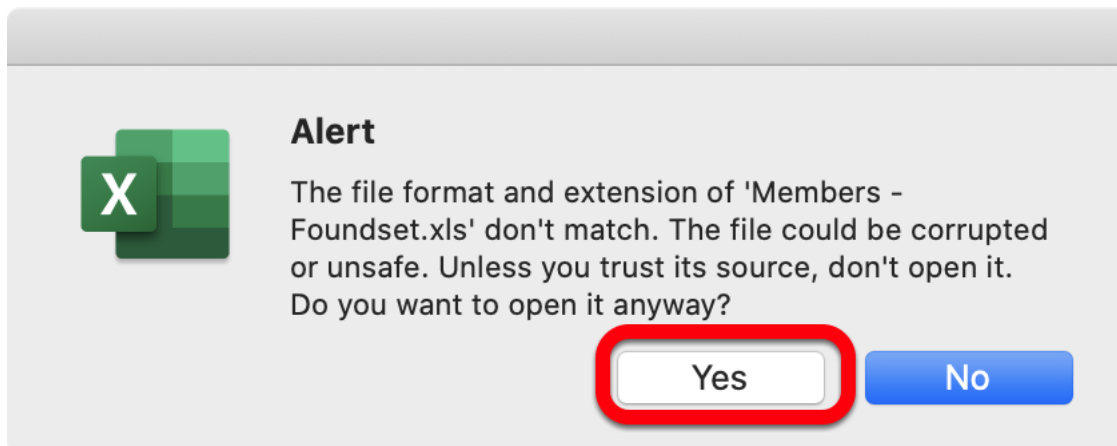 Alert
X
The file format and extension of 'Members -
Foundset.xls' don't match. The file could be corrupted
or unsafe. Unless you trust its source, don't open it.
Do you want to open it anyway?
Yes
No